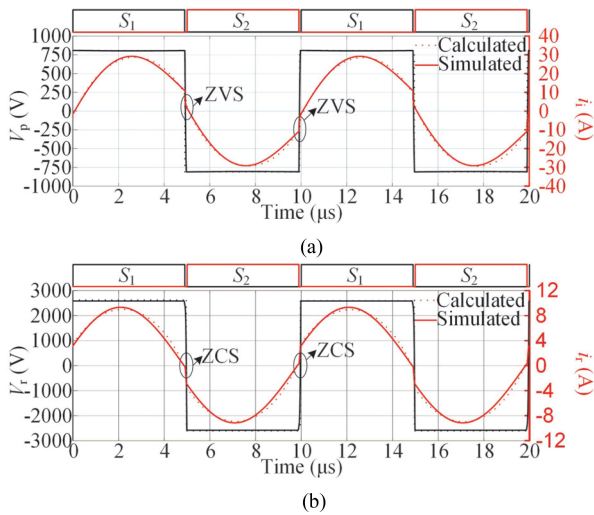 S1 S2 S1 S2
1000 750 500 250 0 -250 -500 -750 -1000
Vp (V)
40 30 20 10 0 -10 -20 -30 -40
ii (A)
Calculated
Simulated
ZVS ZVS
0 2 4 6 8 10 12 14 16 18 20
Time (μs)
(a)
S1 S2 S1 S2
3000 2000 1000 0 -1000 -2000 -3000
Vr (V)
12 8 4 0 -4 -8 -12
ir (A)
Calculated
Simulated
ZCS ZCS
0 2 4 6 8 10 12 14 16 18 20
Time (μs)
(b)